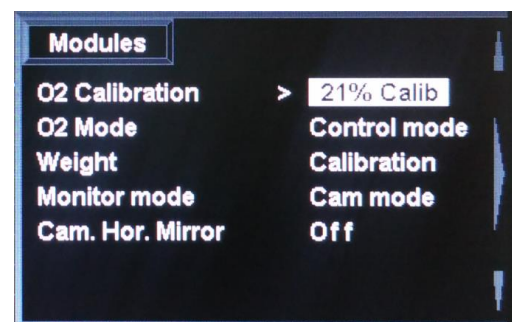 Modules
O2 Calibration > 21% Calib
O2 Mode Control mode
Weight Calibration
Monitor mode Cam mode
Cam. Hor. Mirror Off